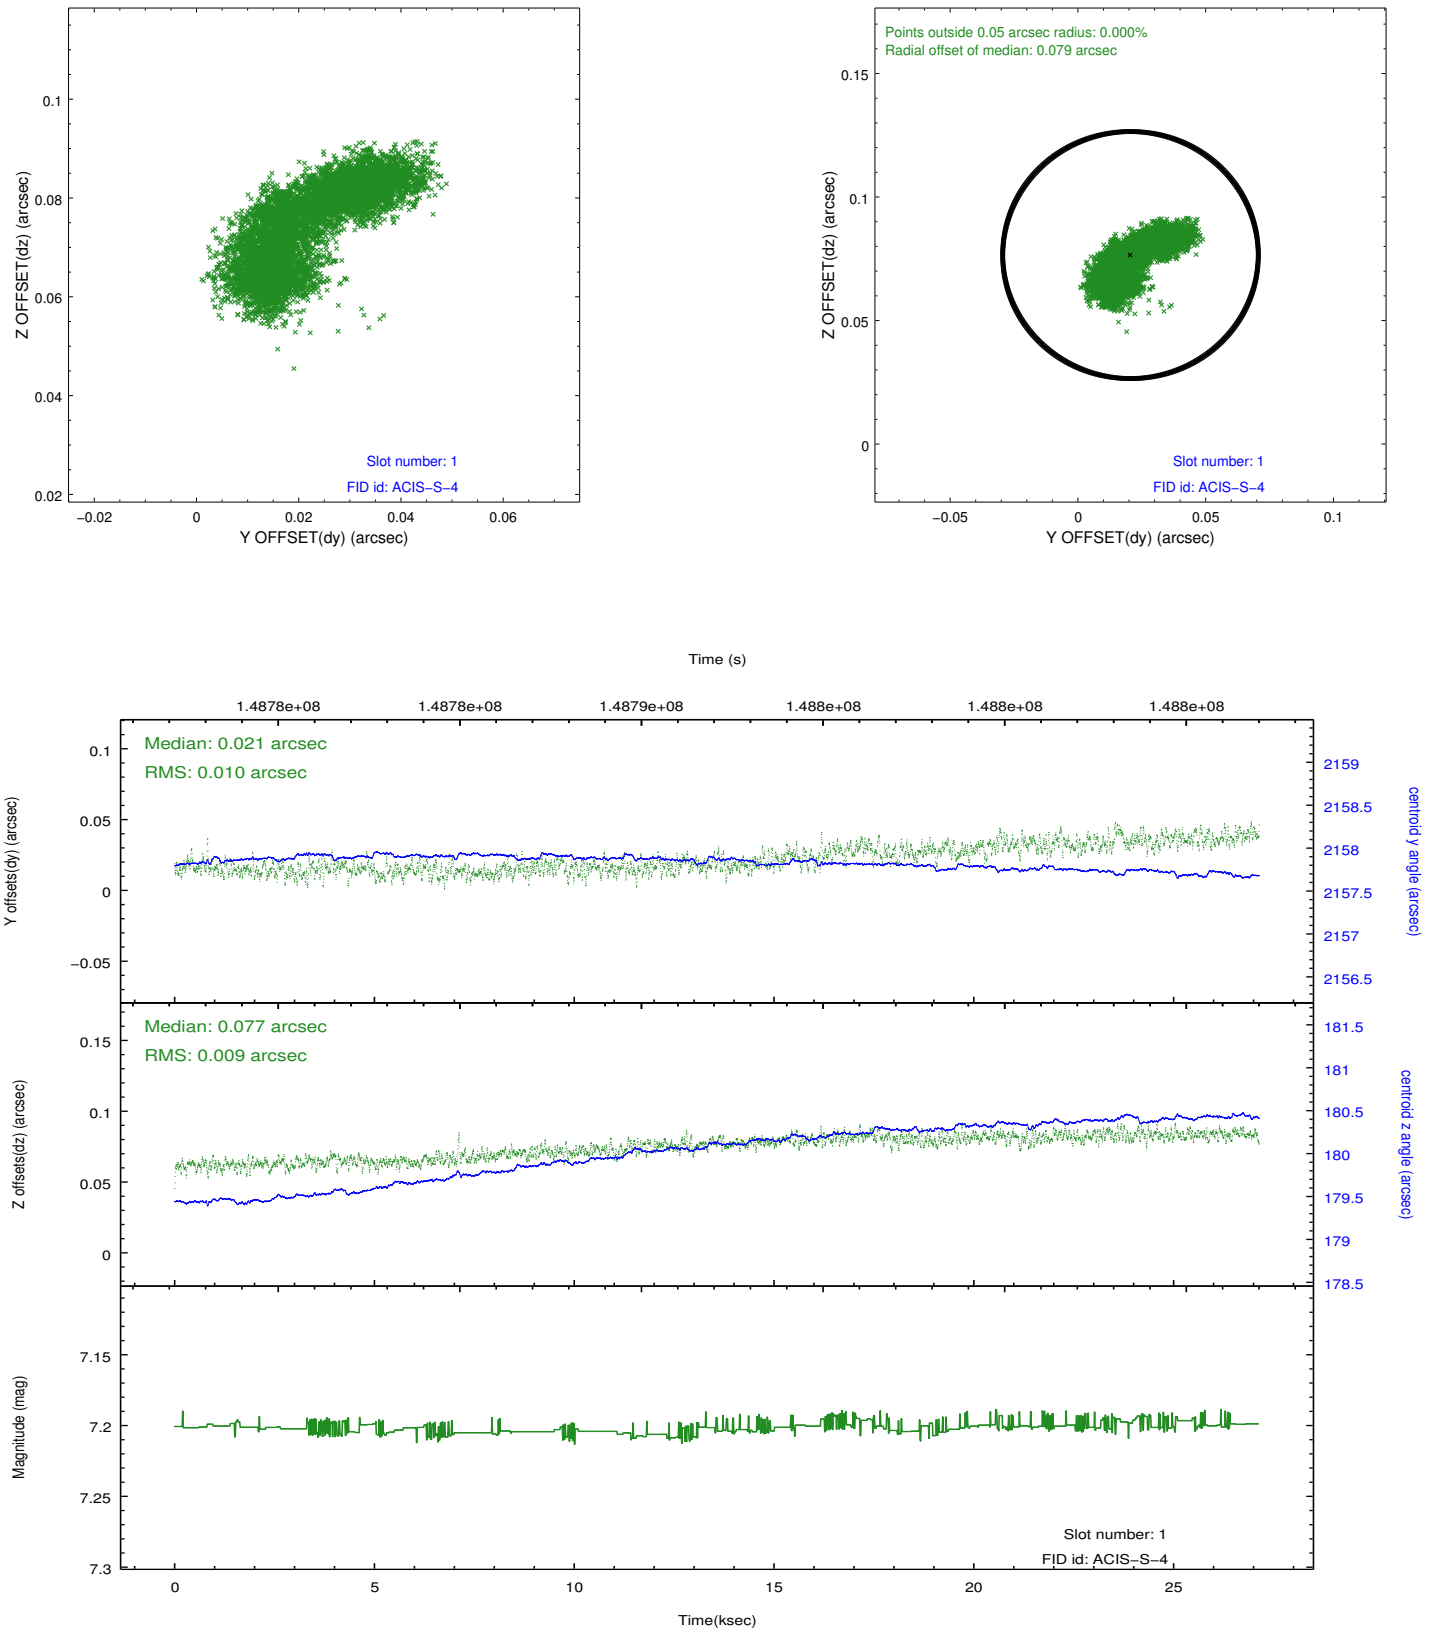 0.1
0.08
0.06
0.04
0.02
Z OFFSET(dz) (arcsec)
Slot number: 1
FID id: ACIS−S−4
−0.02 0 0.02 0.04 0.06
Y OFFSET(dy) (arcsec)
Points outside 0.05 arcsec radius: 0.000%
Radial offset of median: 0.079 arcsec
0.15
0.1
0.05
0
Z OFFSET(dz) (arcsec)
Slot number: 1
FID id: ACIS−S−4
−0.05 0 0.05 0.1
Y OFFSET(dy) (arcsec)
Time (s)
1.4878e+08 1.4878e+08 1.4879e+08 1.488e+08 1.488e+08 1.488e+08
Median: 0.021 arcsec
RMS: 0.010 arcsec
0.1
0.05
0
−0.05
Y offsets(dy) (arcsec)
2159
2158.5
2158
2157.5
2157
2156.5
centroid y angle (arcsec)
Median: 0.077 arcsec
RMS: 0.009 arcsec
0.15
0.1
0.05
0
Z offsets(dz) (arcsec)
181.5
181
180.5
180
179.5
179
178.5
centroid z angle (arcsec)
7.15
7.2
7.25
7.3
Magnitude (mag)
Slot number: 1
FID id: ACIS−S−4
0 5 10 15 20 25
Time(ksec)